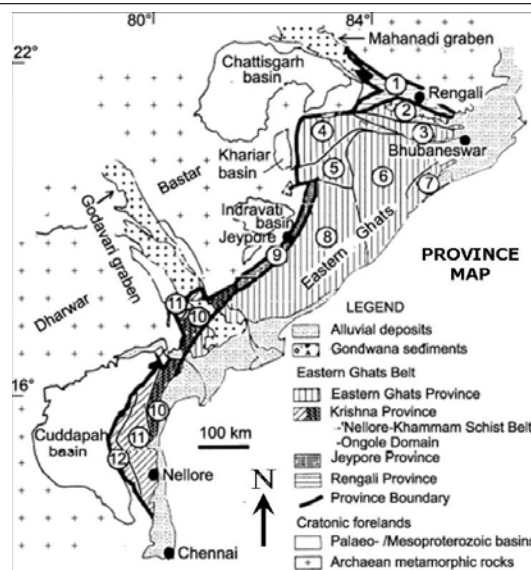 80°
84°
22°
Mahanadi graben
Chattisgarh
basin
1
Rengali
2
4
3
Bhubaneswar
Khariar
basin
5
6
7
Bastar
Indravati
basin
Jeypore
8
9
Eastern Ghats
Godavari graben
PROVINCE
MAP
Dharwar
11
10
LEGEND
Alluvial deposits
Gondwana sediments
Eastern Ghats Belt
Eastern Ghats Province
Krishna Province
-'Nellore-Khammam Schist Belt
-Ongole Domain
Jeypore Province
Rengali Province
Province Boundary
Cratonic forelands
Palaeo- /Mesoproterozoic basins
Archaean metamorphic rocks
16°
10
Cuddapah
basin
11
12
100 km
Nellore
N
Chennai